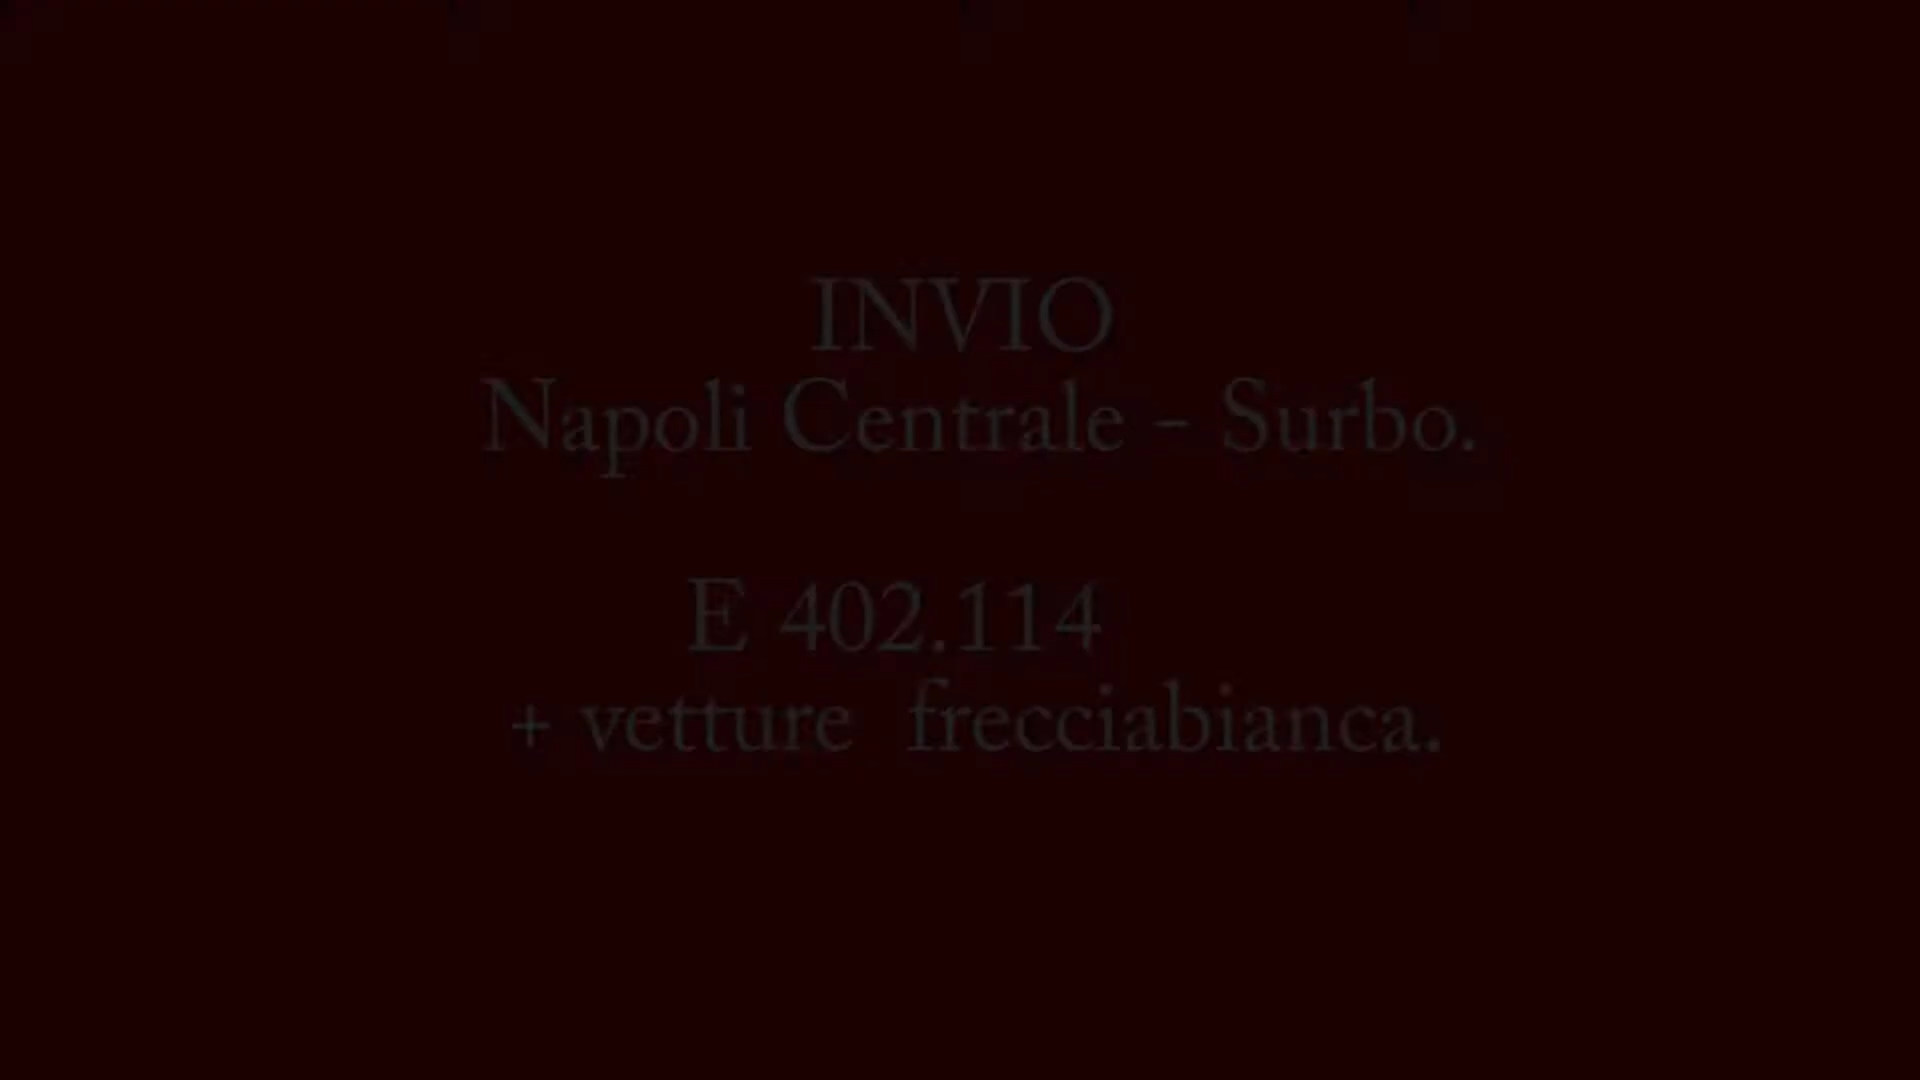 INVIO
Napoli Centrale - Surbo.
E 402.114
+ vetture frecciabianca.